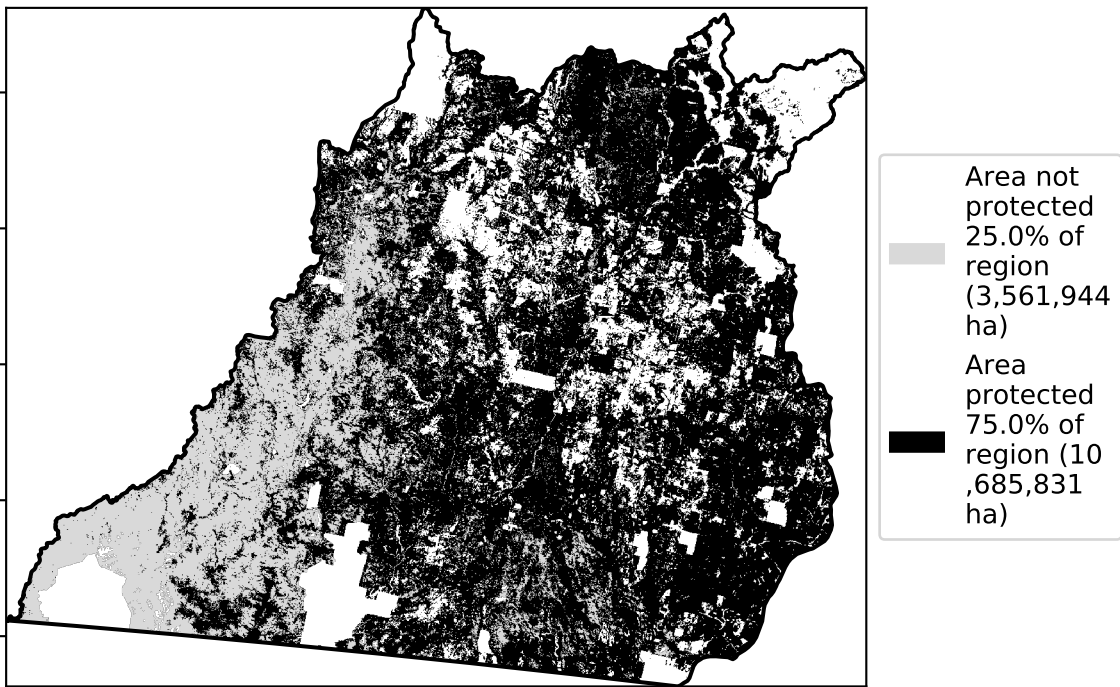 Area not
protected
25.0% of
region
(3,561,944
ha)
Area
protected
75.0% of
region (10
,685,831
ha)